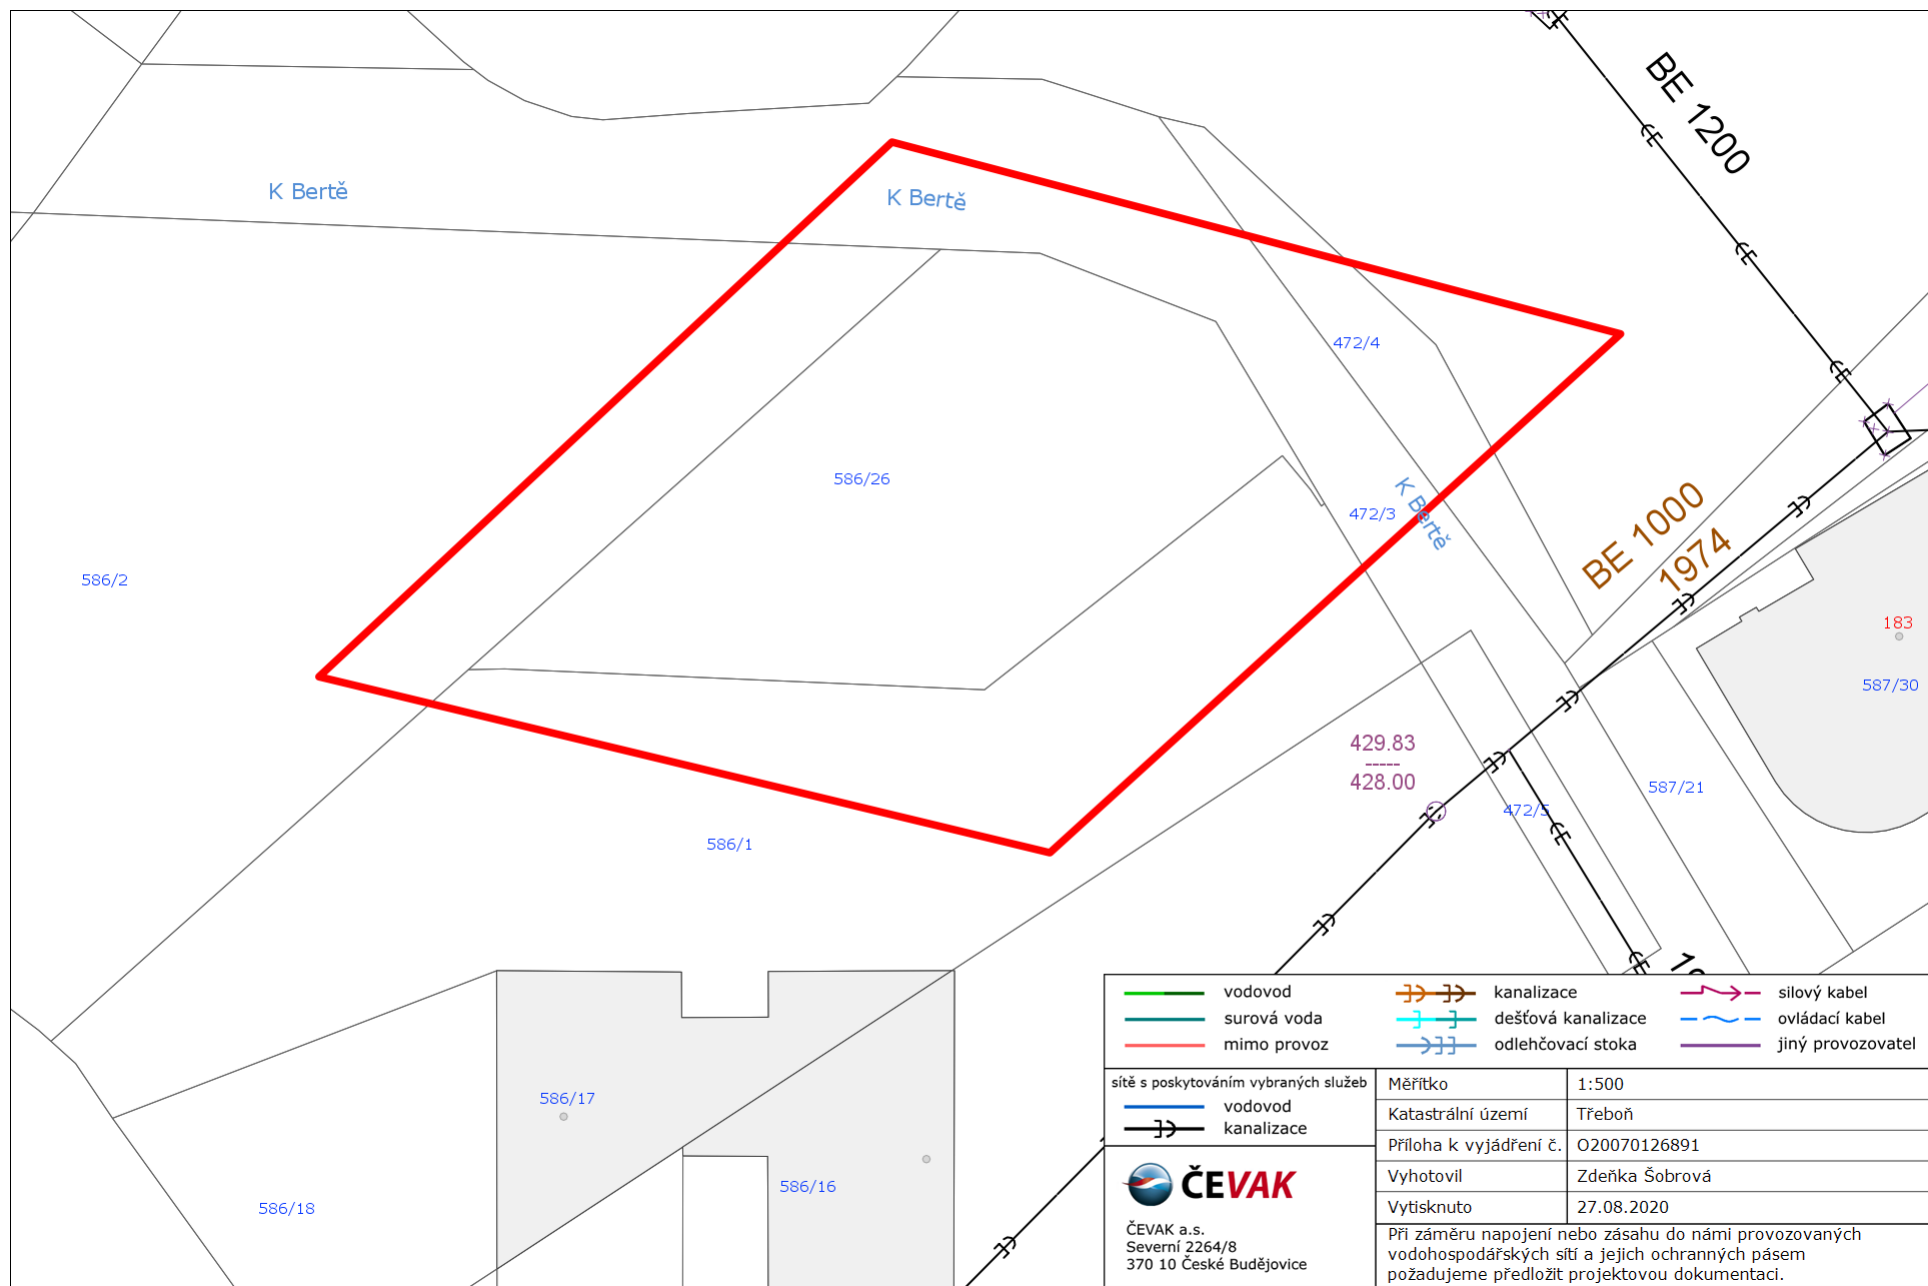 BE 1200
K Bertě
K Bertě
472/4
586/26
K Bertě
472/3
BE 1000
1974
586/2
183
587/30
429.83
-----
428.00
587/21
472/5
586/1
586/17
586/16
586/18
vodovod
surová voda
mimo provoz
kanalizace
dešťová kanalizace
odlehčovací stoka
silový kabel
ovládací kabel
jiný provozovatel
sítě s poskytováním vybraných služeb
vodovod
kanalizace
Měřítko 1:500
Katastrální území Třeboň
Příloha k vyjádření č. O20070126891
Vyhotovil Zdeňka Šobrová
Vytisknuto 27.08.2020
ČEVAK
ČEVAK a.s.
Severní 2264/8
370 10 České Budějovice
Při záměru napojení nebo zásahu do námi provozovaných
vodohospodářských sítí a jejich ochranných pásem
požadujeme předložit projektovou dokumentaci.